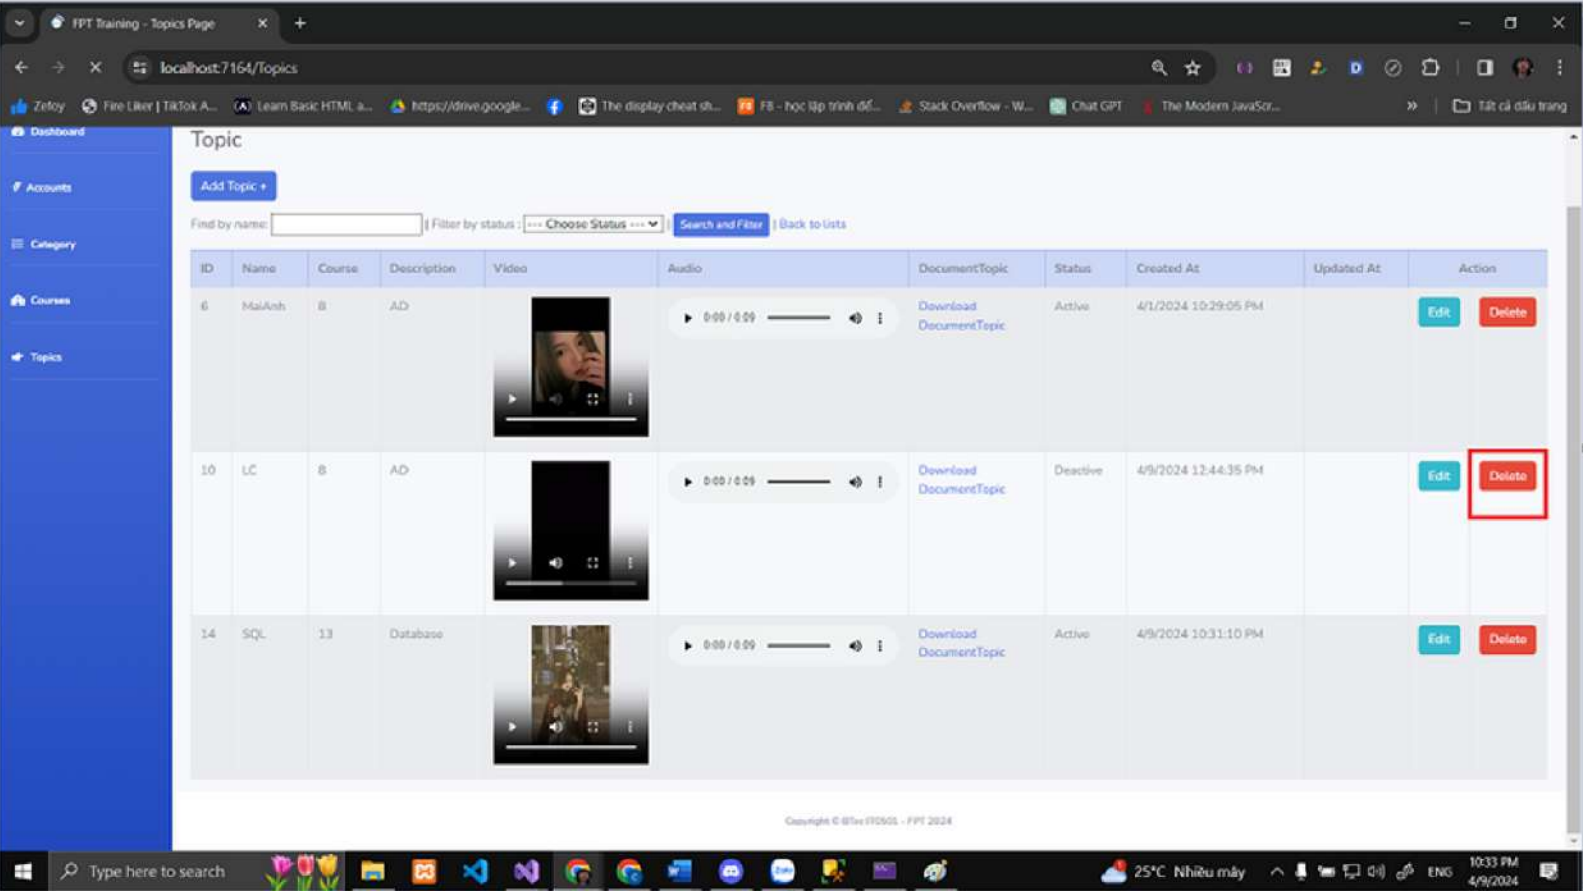 FPT Training - Topics Page
localhost:7164/Topics
Zefoy
Fire Liker | TikTok A...
Learn Basic HTML a...
https://drive.google...
The display cheat sh...
F8 - học lập trình để...
Stack Overflow - W...
Chat GPT
The Modern JavaScr...
»
Tất cả dấu trang
Dashboard
Accounts
Category
Courses
Topics
Topic
Add Topic +
Find by name: | Filter by status : --- Choose Status --- | Search and Filter | Back to lists
ID Name Course Description Video Audio DocumentTopic Status Created At Updated At Action
6 MaiAnh 8 AD 0:00 / 0:09 Download DocumentTopic Active 4/1/2024 10:29:05 PM Edit Delete
10 LC 8 AD 0:00 / 0:09 Download DocumentTopic Deactive 4/9/2024 12:44:35 PM Edit Delete
14 SQL 13 Database 0:00 / 0:09 Download DocumentTopic Active 4/9/2024 10:31:10 PM Edit Delete
Copyright © BTec - FPT 2024
Type here to search
25°C Nhiều mây
ENG
10:33 PM
4/9/2024